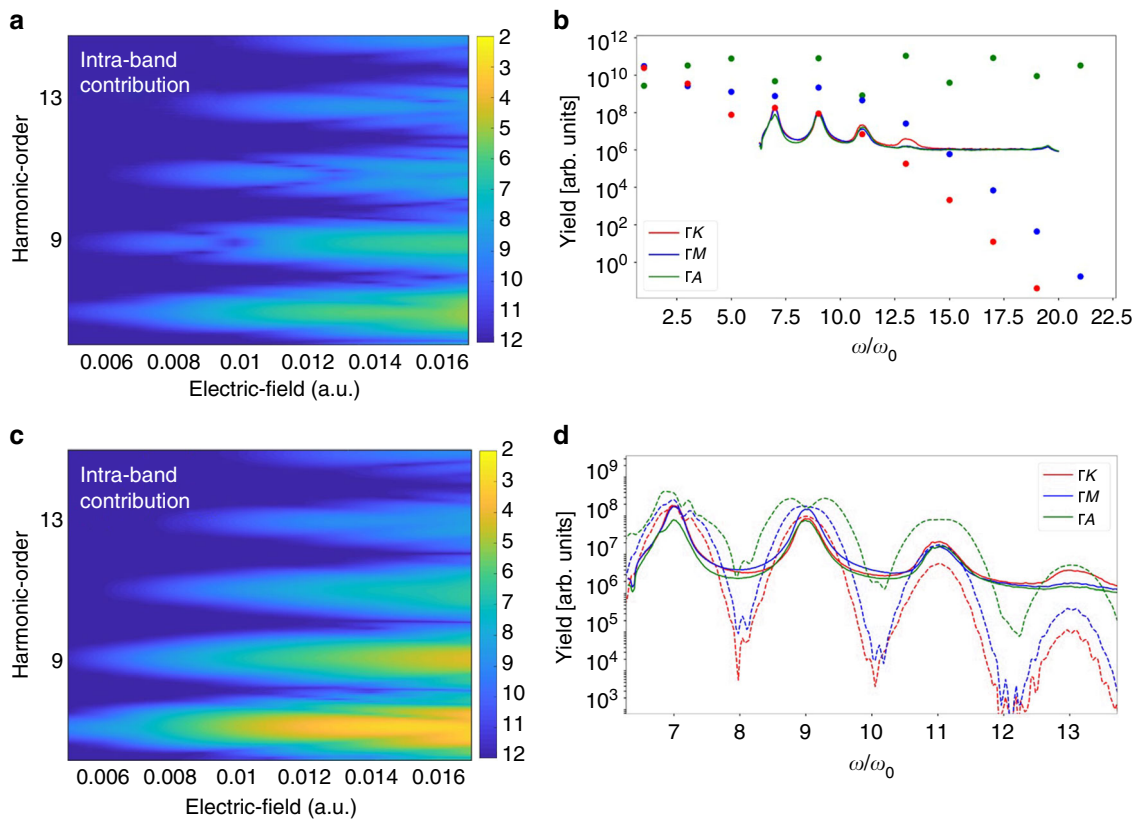 a
Intra-band
contribution
13
9
Harmonic-order
0.006 0.008 0.01 0.012 0.014 0.016
Electric-field (a.u.)
2
3
4
5
6
7
8
9
10
11
12
b
10^12
10^10
10^8
10^6
10^4
10^2
10^0
Yield [arb. units]
ΓK
ΓM
ΓA
2.5 5.0 7.5 10.0 12.5 15.0 17.5 20.0 22.5
ω/ω₀
c
Intra-band
contribution
13
9
Harmonic-order
0.006 0.008 0.01 0.012 0.014 0.016
Electric-field (a.u.)
2
3
4
5
6
7
8
9
10
11
12
d
10^9
10^8
10^7
10^6
10^5
10^4
10^3
Yield [arb. units]
ΓK
ΓM
ΓA
7 8 9 10 11 12 13
ω/ω₀